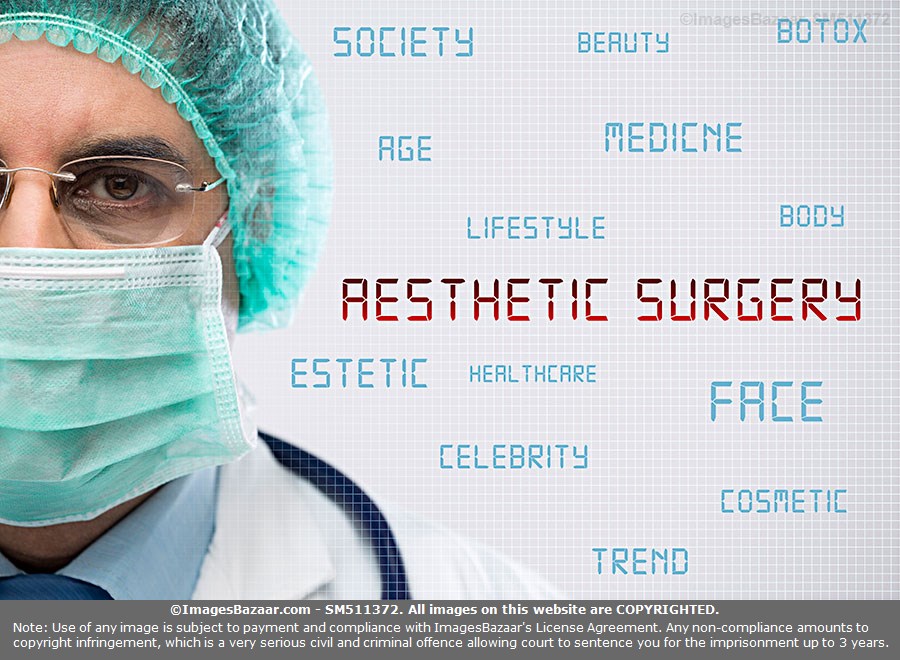 ©ImagesBazaar SM511372
SOCIETY
BEAUTY
BOTOX
AGE
MEDICNE
LIFESTYLE
BODY
AESTHETIC SURGERY
ESTETIC
HEALTHCARE
FACE
CELEBRITY
COSMETIC
TREND
©ImagesBazaar.com - SM511372. All images on this website are COPYRIGHTED.
Note: Use of any image is subject to payment and compliance with ImagesBazaar's License Agreement. Any non-compliance amounts to
copyright infringement, which is a very serious civil and criminal offence allowing court to sentence you for the imprisonment up to 3 years.